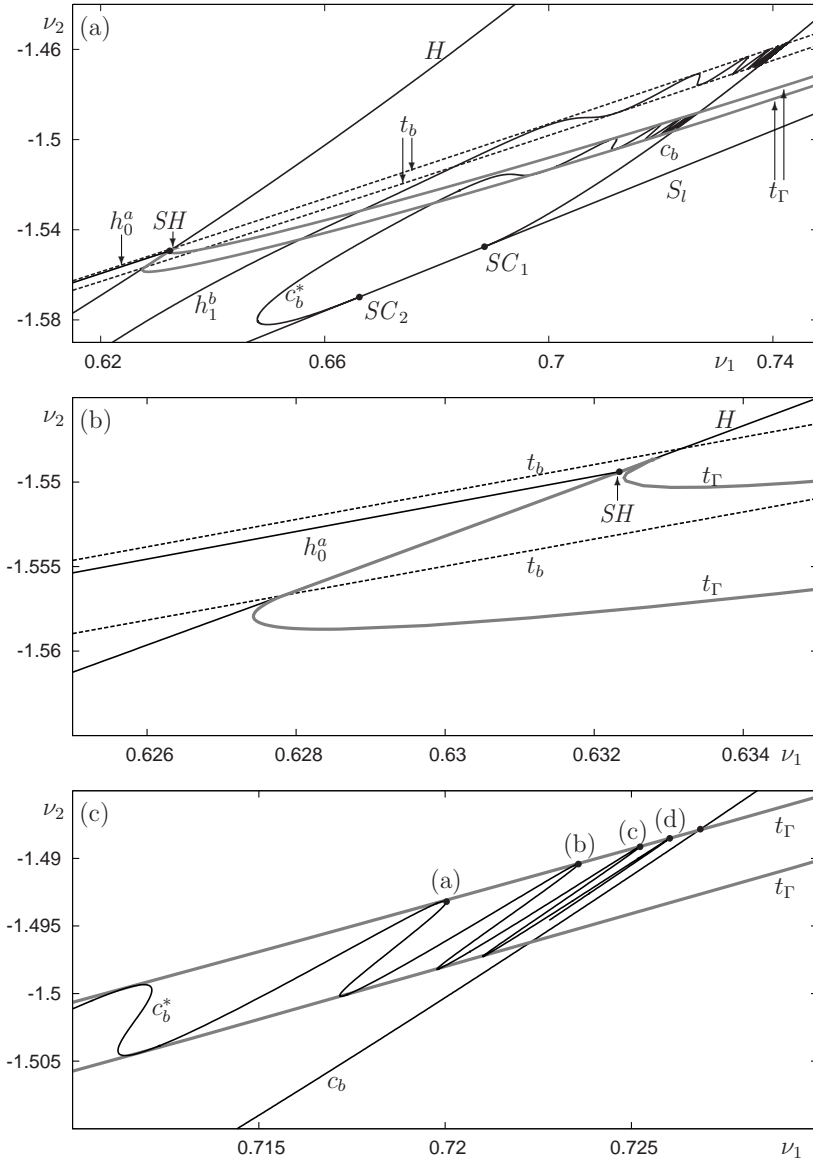 ν₂
(a)
-1.46
-1.5
-1.54
-1.58
H
t_b
c_b
S_l
t_Γ
h_0^a
SH
SC₁
c_b^*
h_1^b
SC₂
0.62
0.66
0.7
ν₁
0.74
ν₂
(b)
H
-1.55
t_b
t_Γ
SH
h_0^a
-1.555
t_b
t_Γ
-1.56
0.626
0.628
0.63
0.632
0.634
ν₁
ν₂
(c)
(d)
(c)
t_Γ
(b)
-1.49
(a)
t_Γ
-1.495
-1.5
c_b^*
-1.505
c_b
0.715
0.72
0.725
ν₁